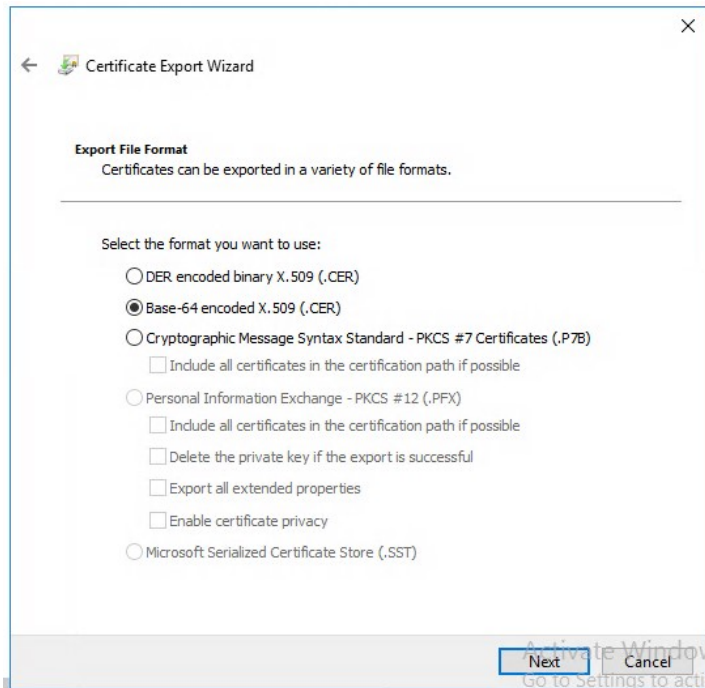 Certificate Export Wizard
Export File Format
Certificates can be exported in a variety of file formats.
Select the format you want to use:
DER encoded binary X.509 (.CER)
Base-64 encoded X.509 (.CER)
Cryptographic Message Syntax Standard - PKCS #7 Certificates (.P7B)
Include all certificates in the certification path if possible
Personal Information Exchange - PKCS #12 (.PFX)
Include all certificates in the certification path if possible
Delete the private key if the export is successful
Export all extended properties
Enable certificate privacy
Microsoft Serialized Certificate Store (.SST)
Activate Window
Next Cancel
Go to Settings to acti